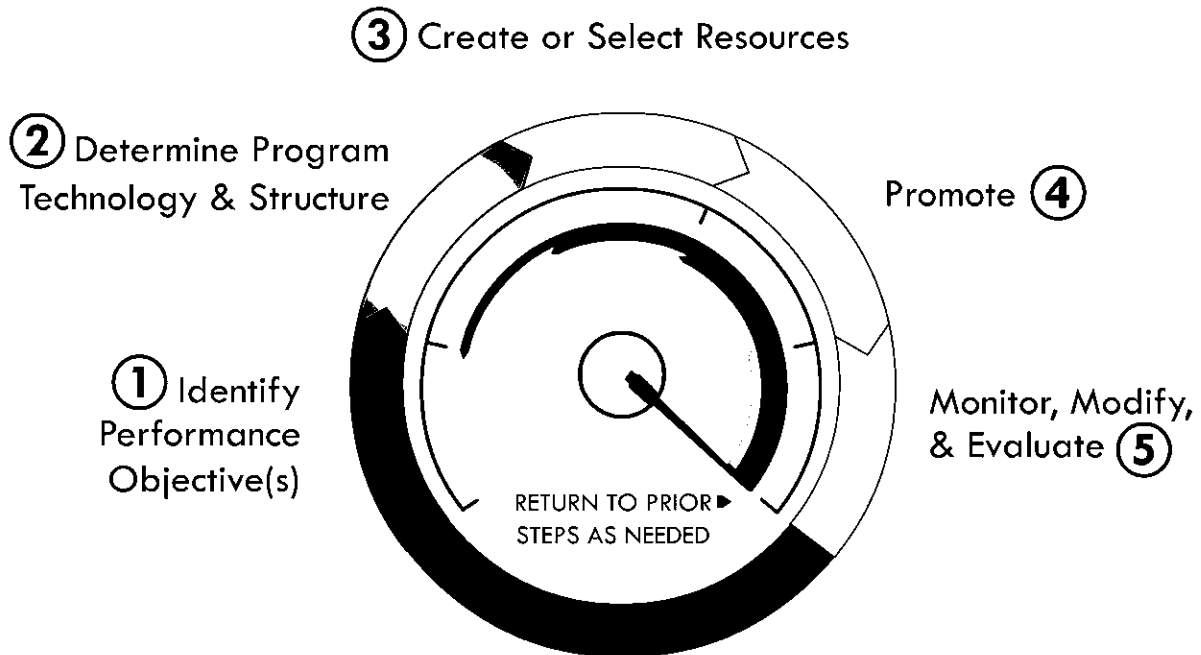 3 Create or Select Resources
2 Determine Program
Technology & Structure
Promote 4
1 Identify
Performance
Objective(s)
Monitor, Modify,
& Evaluate 5
RETURN TO PRIOR
STEPS AS NEEDED